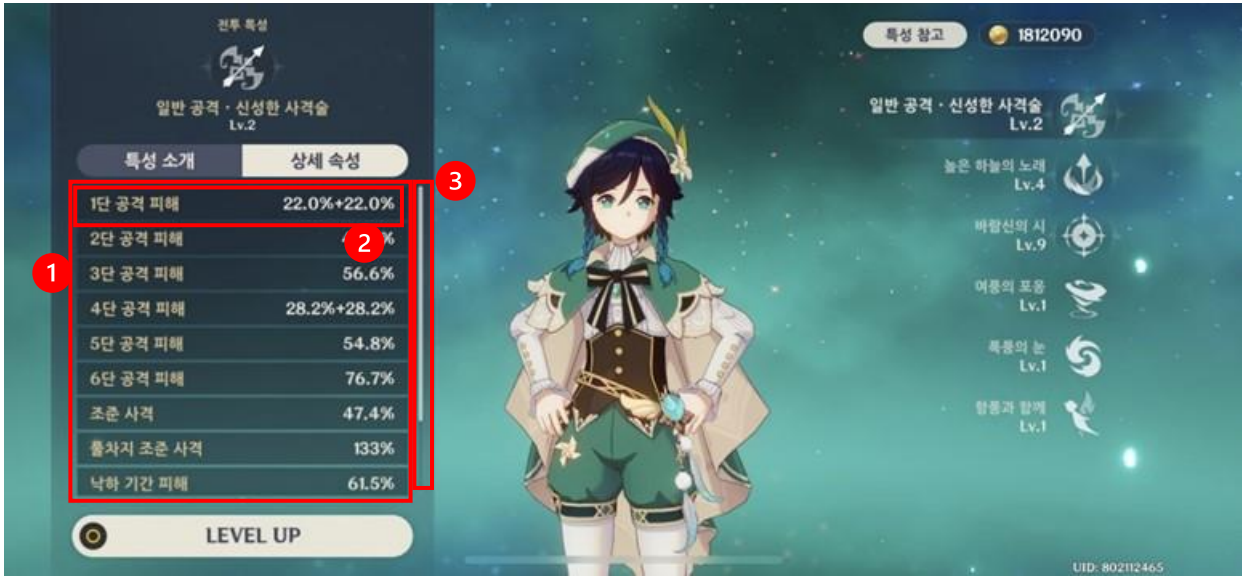 전투 특성
일반 공격 · 신성한 사격술
Lv.2
특성 소개
상세 속성
1단 공격 피해 22.0%+22.0%
2단 공격 피해 %
3단 공격 피해 56.6%
4단 공격 피해 28.2%+28.2%
5단 공격 피해 54.8%
6단 공격 피해 76.7%
조준 사격 47.4%
풀차지 조준 사격 133%
낙하 기간 피해 61.5%
1
2
3
LEVEL UP
특성 참고
1812090
일반 공격 · 신성한 사격술
Lv.2
높은 하늘의 노래
Lv.4
바람신의 시
Lv.9
여풍의 포옹
Lv.1
폭풍의 눈
Lv.1
항풍과 함께
Lv.1
UID: 802112465